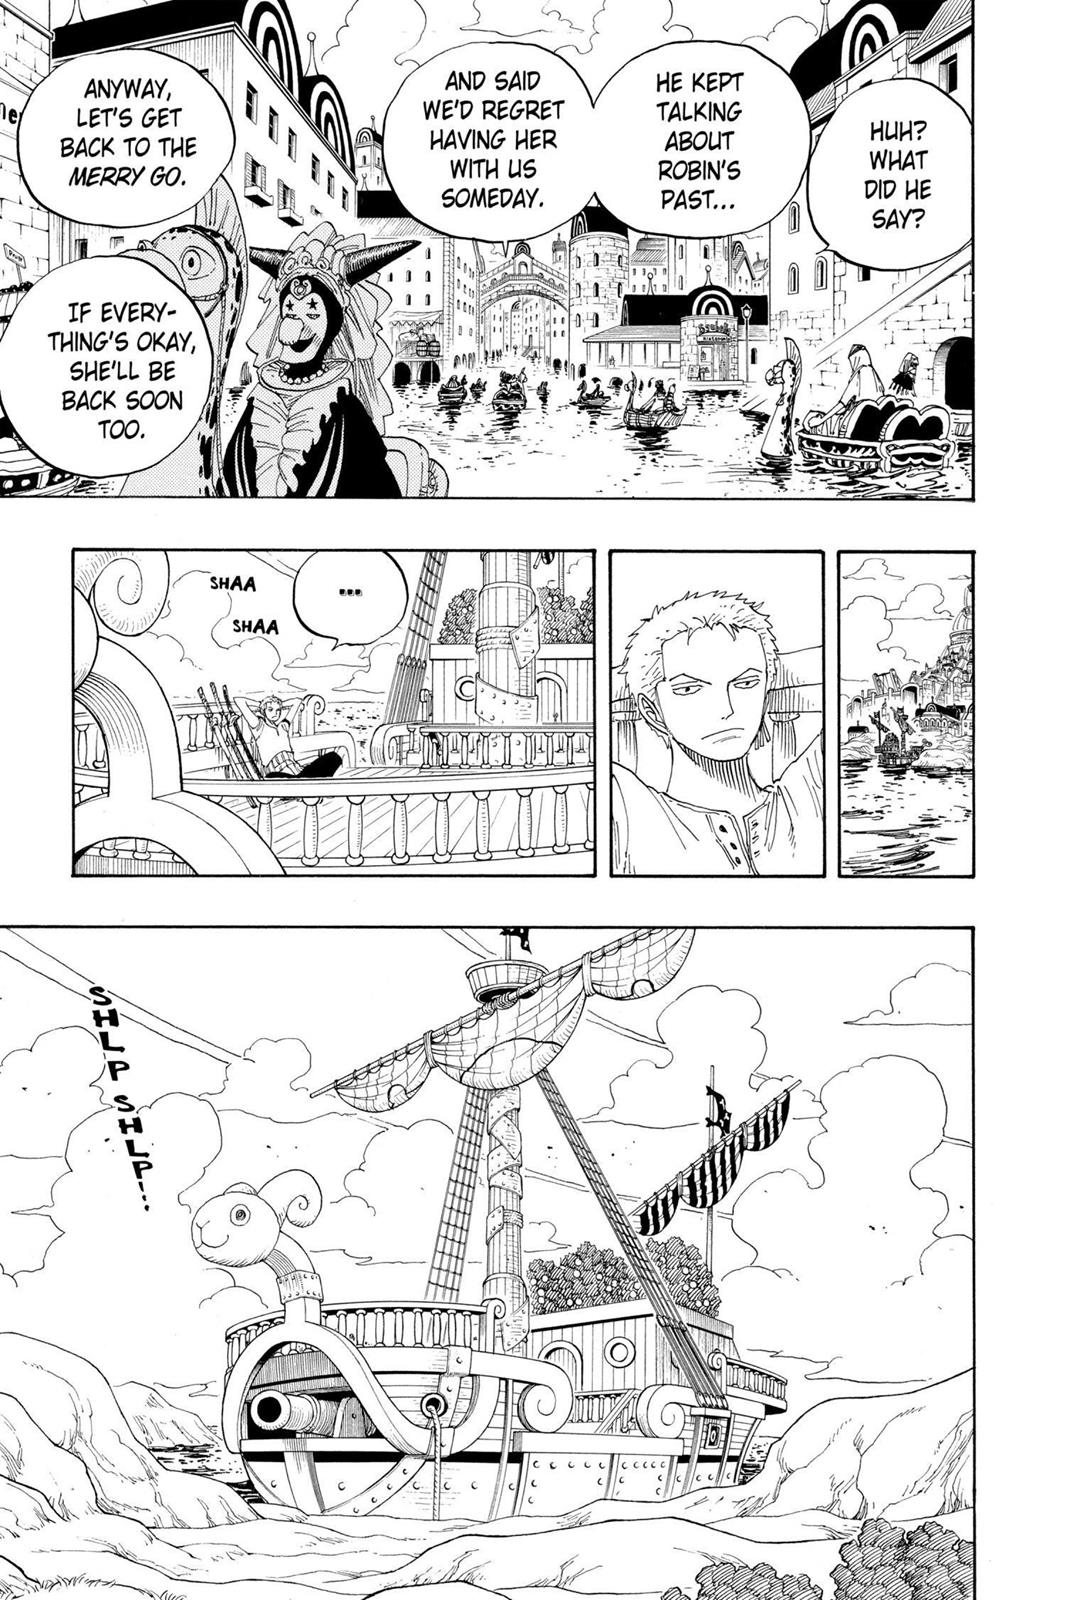 HUH?
WHAT
DID HE
SAY?
HE KEPT
TALKING
ABOUT
ROBIN'S
PAST...
AND SAID
WE'D REGRET
HAVING HER
WITH US
SOMEDAY.
ANYWAY,
LET'S GET
BACK TO THE
MERRY GO.
IF EVERY-
THING'S OKAY,
SHE'LL BE
BACK SOON
TOO.
...
SHAA
SHAA
SHLP SHLP!!